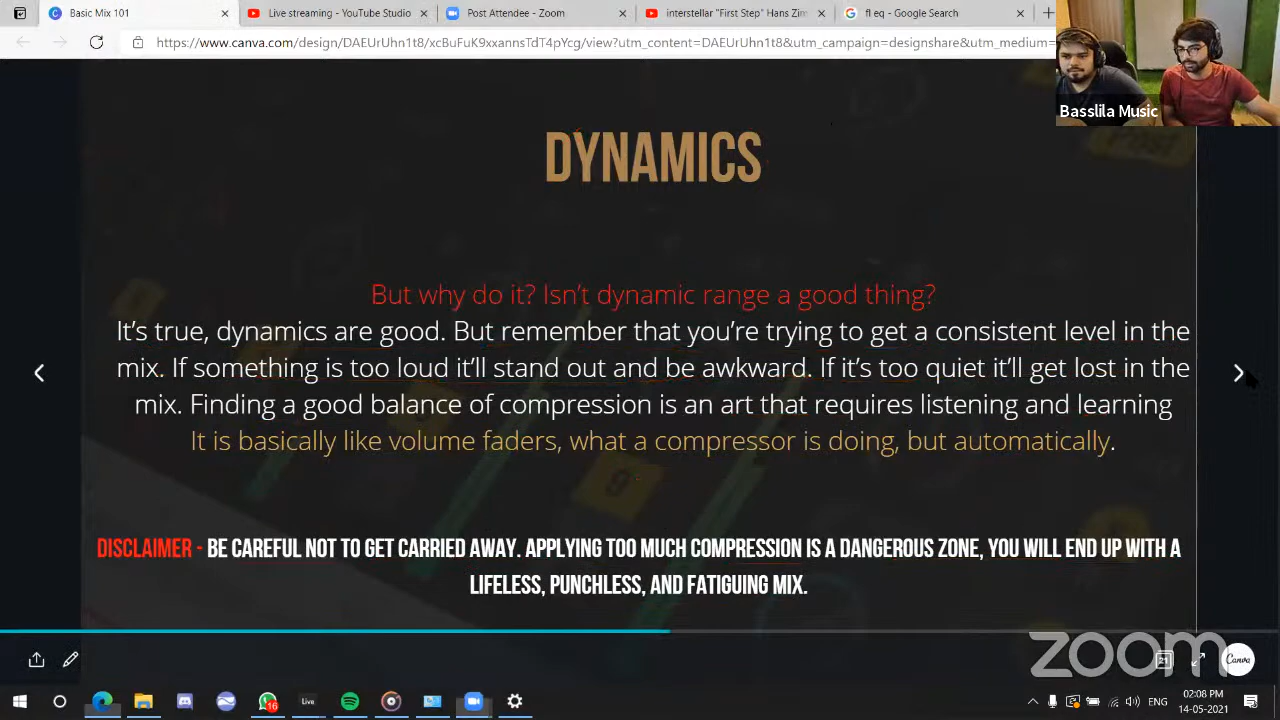 Basic Mix 101
Live streaming - YouTube Studio
Post Attendee - Zoom
interstellar "First Step" Hans Zim
fl eq - Google Search
https://www.canva.com/design/DAEUrUhn1t8/xcBuFuK9xxannsTdT4pYcg/view?utm_content=DAEUrUhn1t8&utm_campaign=designshare&utm_medium=
Basslila Music
DYNAMICS
But why do it? Isn't dynamic range a good thing?
It's true, dynamics are good. But remember that you're trying to get a consistent level in the
mix. If something is too loud it'll stand out and be awkward. If it's too quiet it'll get lost in the
mix. Finding a good balance of compression is an art that requires listening and learning
It is basically like volume faders, what a compressor is doing, but automatically.
DISCLAIMER - BE CAREFUL NOT TO GET CARRIED AWAY. APPLYING TOO MUCH COMPRESSION IS A DANGEROUS ZONE, YOU WILL END UP WITH A
LIFELESS, PUNCHLESS, AND FATIGUING MIX.
zoom
21
Canva
16
Live
ENG
02:08 PM
14-05-2021